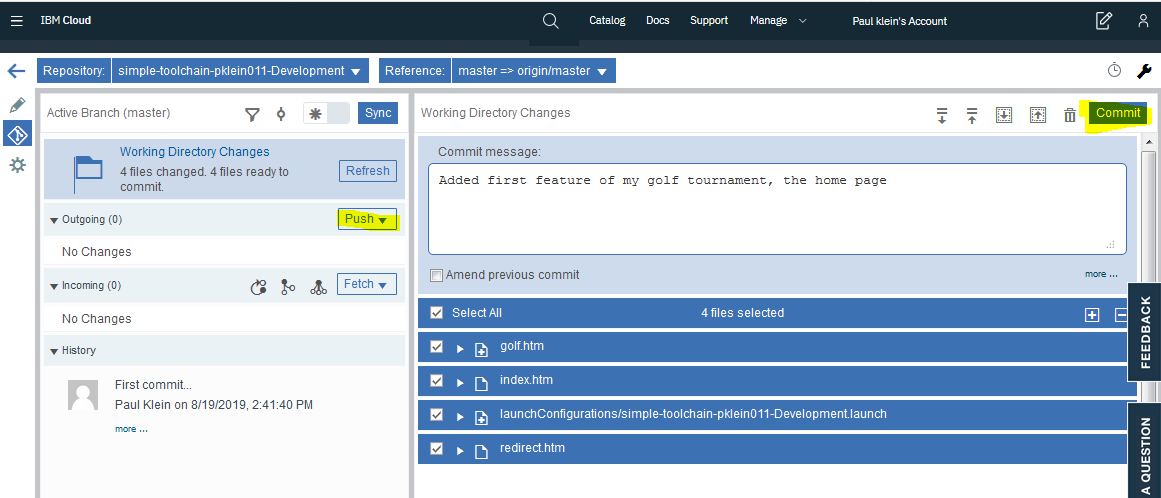 IBM Cloud
Catalog
Docs
Support
Manage
Paul klein's Account
Repository:
simple-toolchain-pklein011-Development
Reference:
master => origin/master
Active Branch (master)
Sync
Working Directory Changes
4 files changed. 4 files ready to
commit.
Refresh
Outgoing (0)
Push
No Changes
Incoming (0)
Fetch
No Changes
History
First commit...
Paul Klein on 8/19/2019, 2:41:40 PM
more ...
Working Directory Changes
Commit
Commit message:
Added first feature of my golf tournament, the home page
Amend previous commit
more ...
Select All
4 files selected
golf.htm
index.htm
launchConfigurations/simple-toolchain-pklein011-Development.launch
redirect.htm
FEEDBACK
A QUESTION